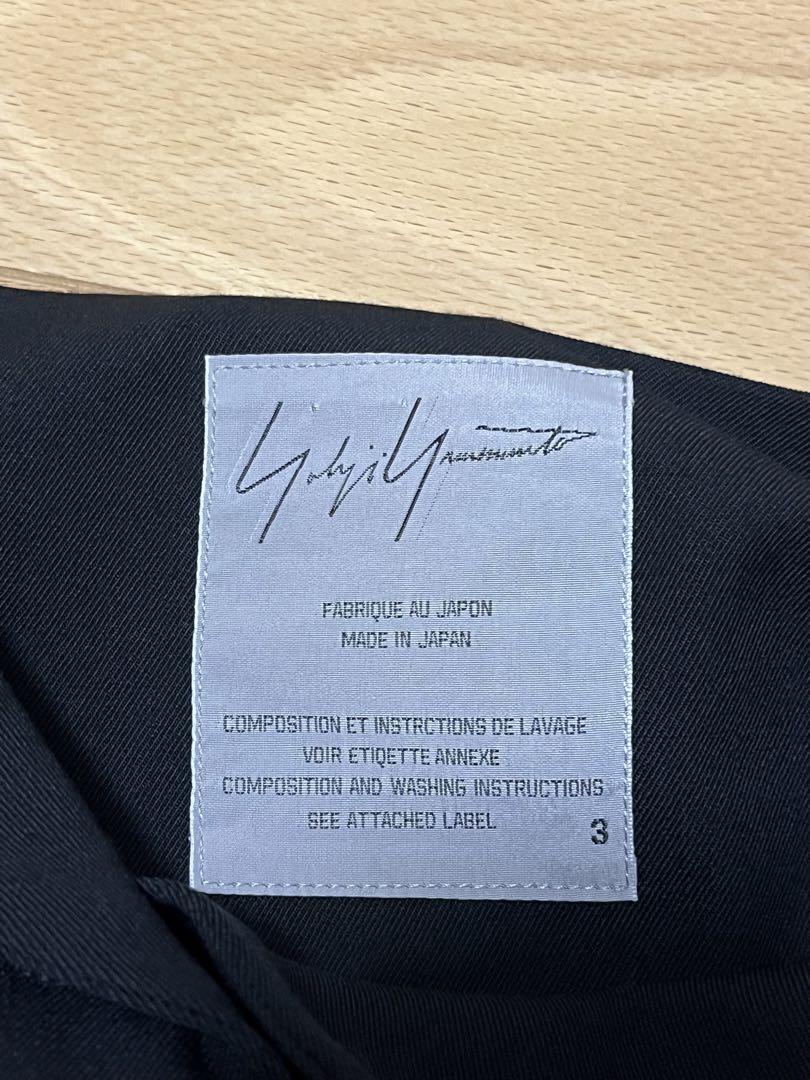 Yohji Yamamoto
FABRIQUE AU JAPON
MADE IN JAPAN
COMPOSITION ET INSTRCTIONS DE LAVAGE
VOIR ETIQETTE ANNEXE
COMPOSITION AND WASHING INSTRUCTIONS
SEE ATTACHED LABEL
3